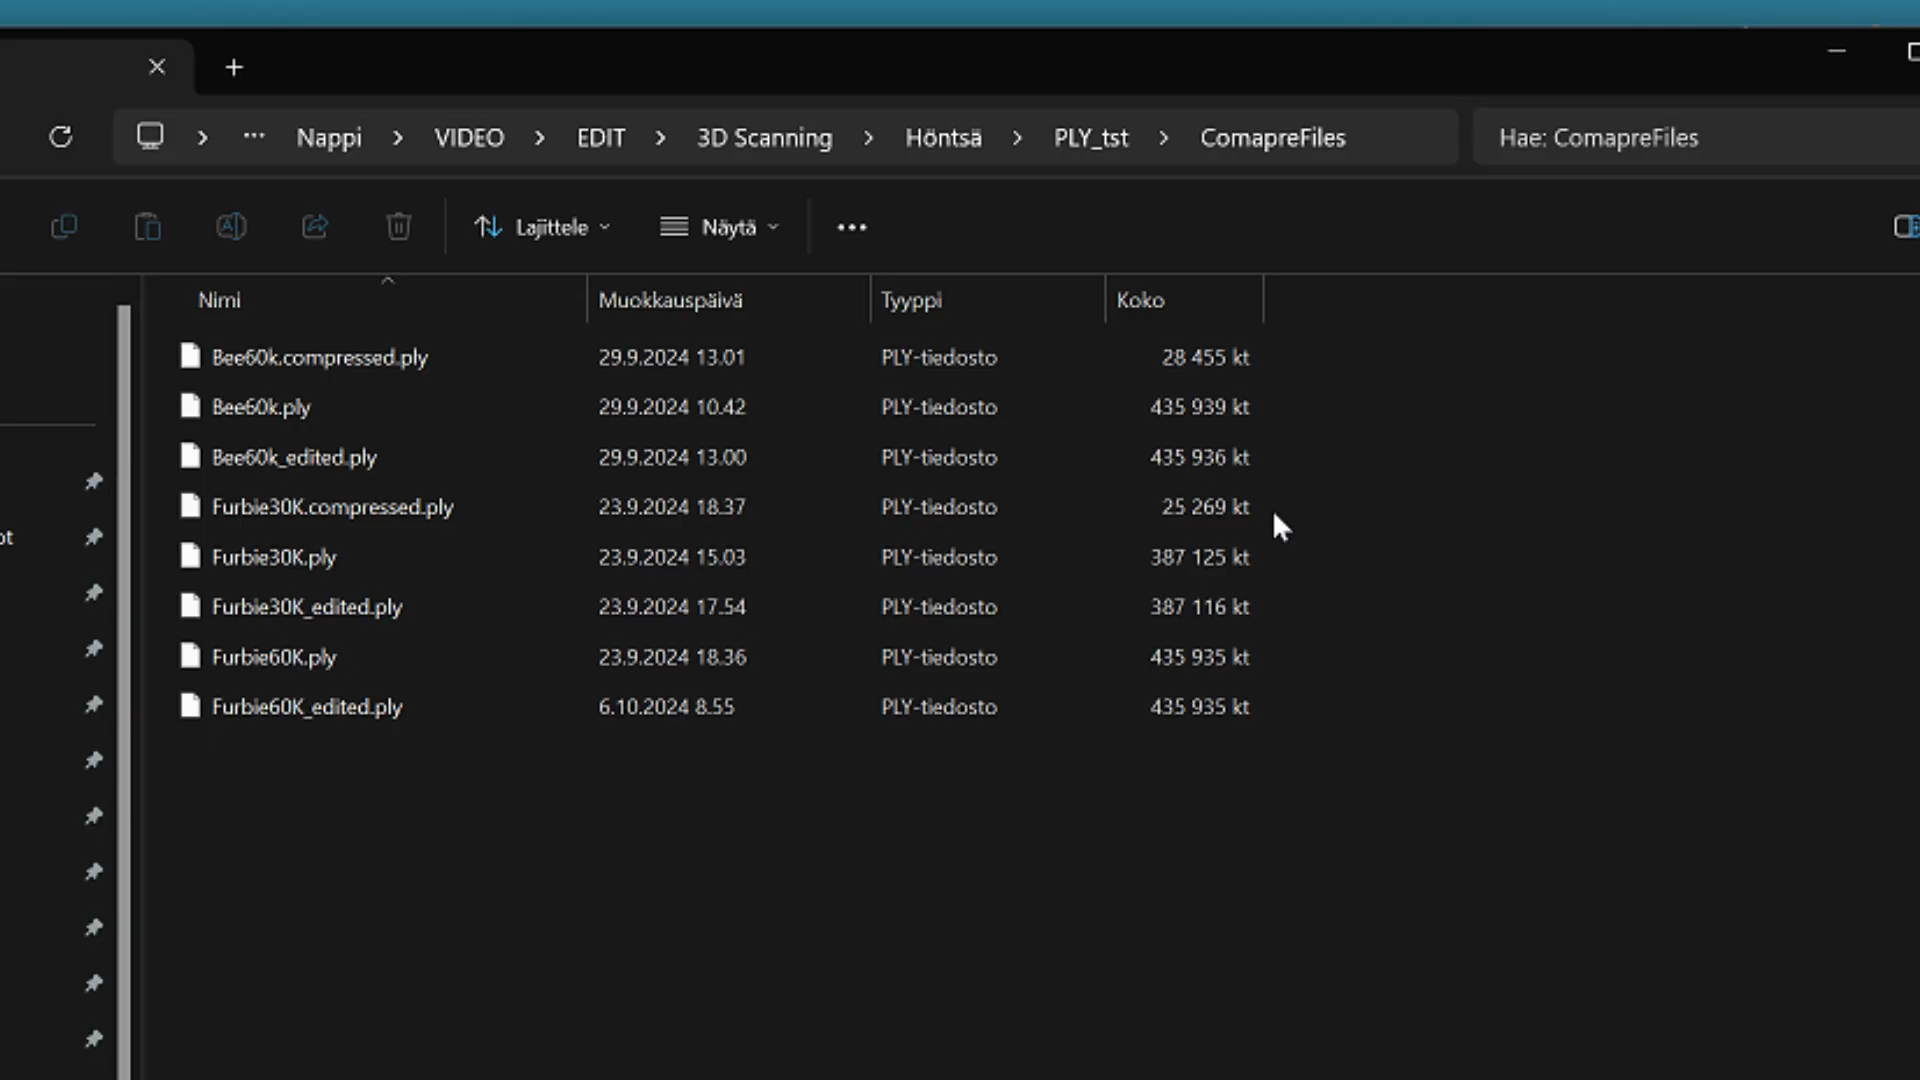 Nappi > VIDEO > EDIT > 3D Scanning > Höntsä > PLY_tst > ComapreFiles
Hae: ComapreFiles
Lajittele
Näytä
Nimi Muokkauspäivä Tyyppi Koko
Bee60k.compressed.ply 29.9.2024 13.01 PLY-tiedosto 28 455 kt
Bee60k.ply 29.9.2024 10.42 PLY-tiedosto 435 939 kt
Bee60k_edited.ply 29.9.2024 13.00 PLY-tiedosto 435 936 kt
Furbie30K.compressed.ply 23.9.2024 18.37 PLY-tiedosto 25 269 kt
ot
Furbie30K.ply 23.9.2024 15.03 PLY-tiedosto 387 125 kt
Furbie30K_edited.ply 23.9.2024 17.54 PLY-tiedosto 387 116 kt
Furbie60K.ply 23.9.2024 18.36 PLY-tiedosto 435 935 kt
Furbie60K_edited.ply 6.10.2024 8.55 PLY-tiedosto 435 935 kt